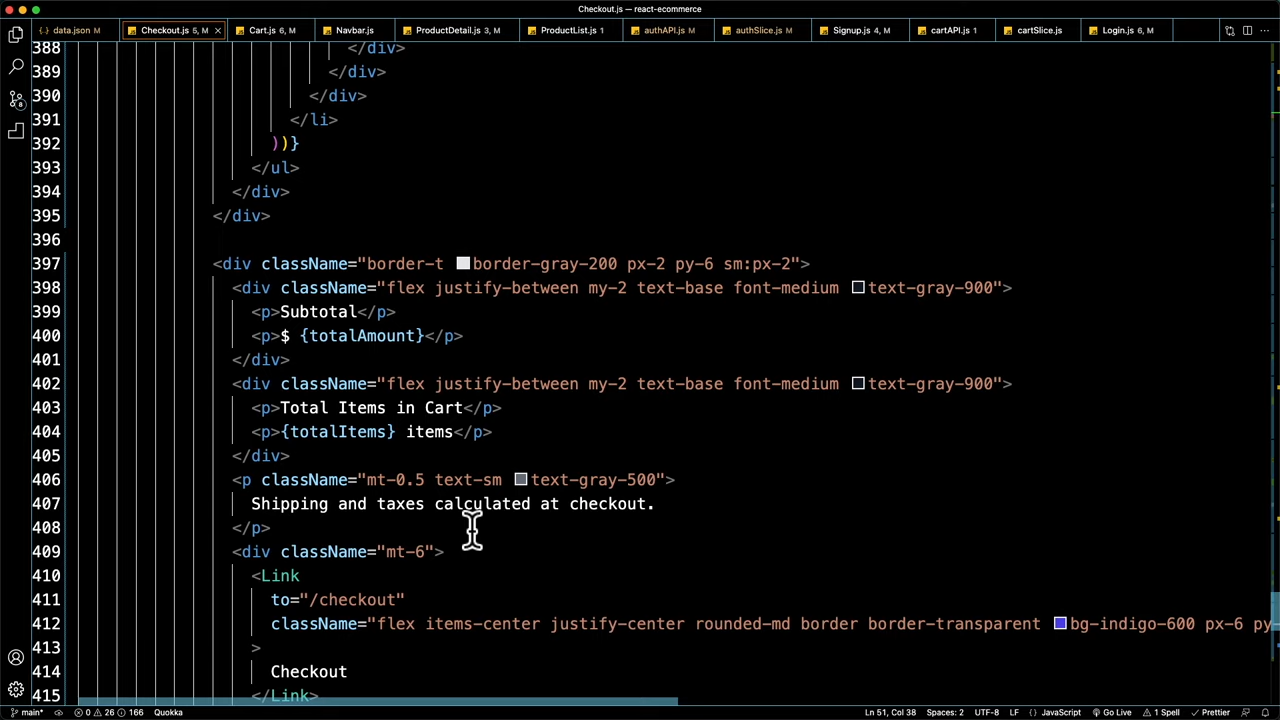 Checkout.js — react-ecommerce
data.json M
Checkout.js 5, M
Cart.js 6, M
Navbar.js
ProductDetail.js 3, M
ProductList.js 1
authAPI.js M
authSlice.js M
Signup.js 4, M
cartAPI.js 1
cartSlice.js
Login.js 6, M
388 </div>
389 </div>
390 </div>
391 </li>
392 ))}
393 </ul>
394 </div>
395 </div>
396
397 <div className="border-t border-gray-200 px-2 py-6 sm:px-2">
398 <div className="flex justify-between my-2 text-base font-medium text-gray-900">
399 <p>Subtotal</p>
400 <p>$ {totalAmount}</p>
401 </div>
402 <div className="flex justify-between my-2 text-base font-medium text-gray-900">
403 <p>Total Items in Cart</p>
404 <p>{totalItems} items</p>
405 </div>
406 <p className="mt-0.5 text-sm text-gray-500">
407 Shipping and taxes calculated at checkout.
408 </p>
409 <div className="mt-6">
410 <Link
411 to="/checkout"
412 className="flex items-center justify-center rounded-md border border-transparent bg-indigo-600 px-6 py-
413 >
414 Checkout
415 </Link>
main* 0 26 166 Quokka Ln 51, Col 38 Spaces: 2 UTF-8 LF {} JavaScript Go Live 1 Spell Prettier